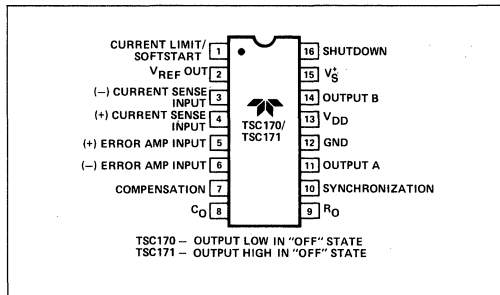 CURRENT LIMIT/
SOFTSTART 1
VREF OUT 2
(–) CURRENT SENSE
INPUT 3
(+) CURRENT SENSE
INPUT 4
(+) ERROR AMP INPUT 5
(–) ERROR AMP INPUT 6
COMPENSATION 7
CO 8
TSC170/
TSC171
16 SHUTDOWN
15 V+S
14 OUTPUT B
13 VDD
12 GND
11 OUTPUT A
10 SYNCHRONIZATION
9 RO
TSC170 – OUTPUT LOW IN "OFF" STATE
TSC171 – OUTPUT HIGH IN "OFF" STATE